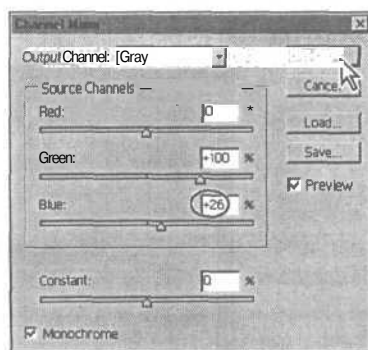 Channel Mixer
Output Channel: [Gray
Source Channels
Cance
Red: 0 *
Load...
Green: +100 %
Save...
Preview
Blue: +26 %
Constant: 0 %
Monochrome